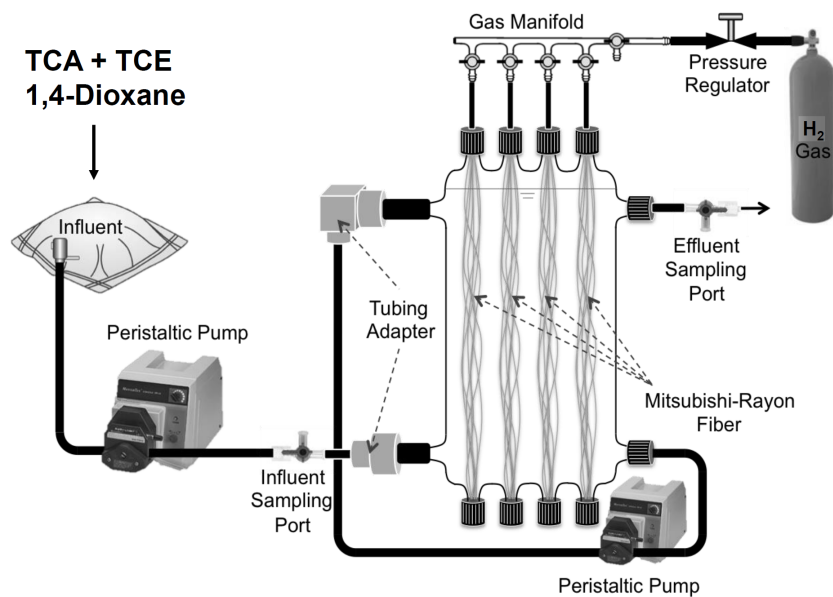 Gas Manifold
TCA + TCE
1,4-Dioxane
Pressure
Regulator
H2
Gas
Influent
Effluent
Sampling
Port
Tubing
Adapter
Peristaltic Pump
Mitsubishi-Rayon
Fiber
Influent
Sampling
Port
Peristaltic Pump